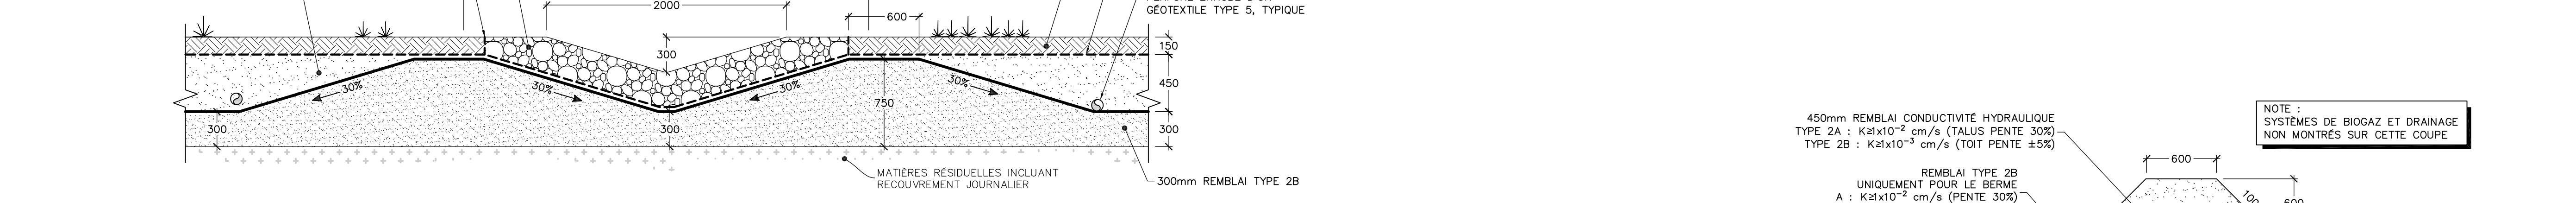 2000
600
GÉOTEXTILE TYPE 5, TYPIQUE
300
150
450
30%
30%
30%
30%
750
300
300
300
MATIÈRES RÉSIDUELLES INCLUANT
RECOUVREMENT JOURNALIER
300mm REMBLAI TYPE 2B
450mm REMBLAI CONDUCTIVITÉ HYDRAULIQUE
TYPE 2A : K≥1x10⁻² cm/s (TALUS PENTE 30%)
TYPE 2B : K≥1x10⁻³ cm/s (TOIT PENTE ±5%)
REMBLAI TYPE 2B
UNIQUEMENT POUR LE BERME
A : K≥1x10⁻² cm/s (PENTE 30%)
600
NOTE :
SYSTÈMES DE BIOGAZ ET DRAINAGE
NON MONTRÉS SUR CETTE COUPE